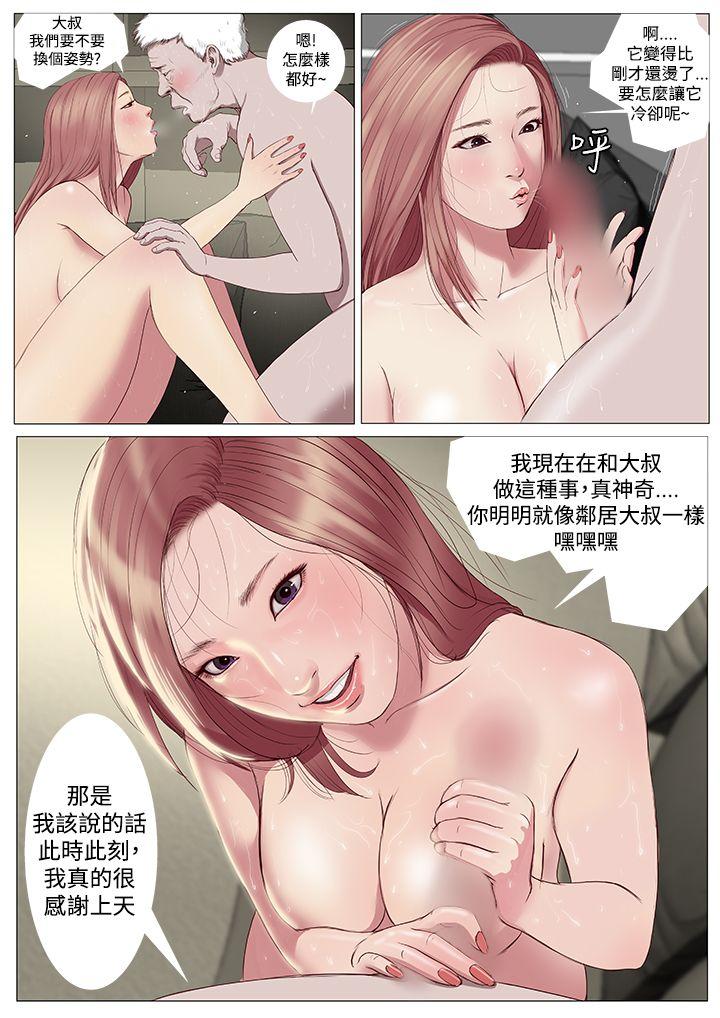 大叔
我們要不要
換個姿勢?
嗯!
怎麼樣
都好~
啊....
它變得比
剛才還燙了...
要怎麼讓它
冷卻呢~
呼
我現在在和大叔
做這種事,真神奇....
你明明就像鄰居大叔一樣
嘿嘿嘿
那是
我該說的話
此時此刻,
我真的很
感謝上天